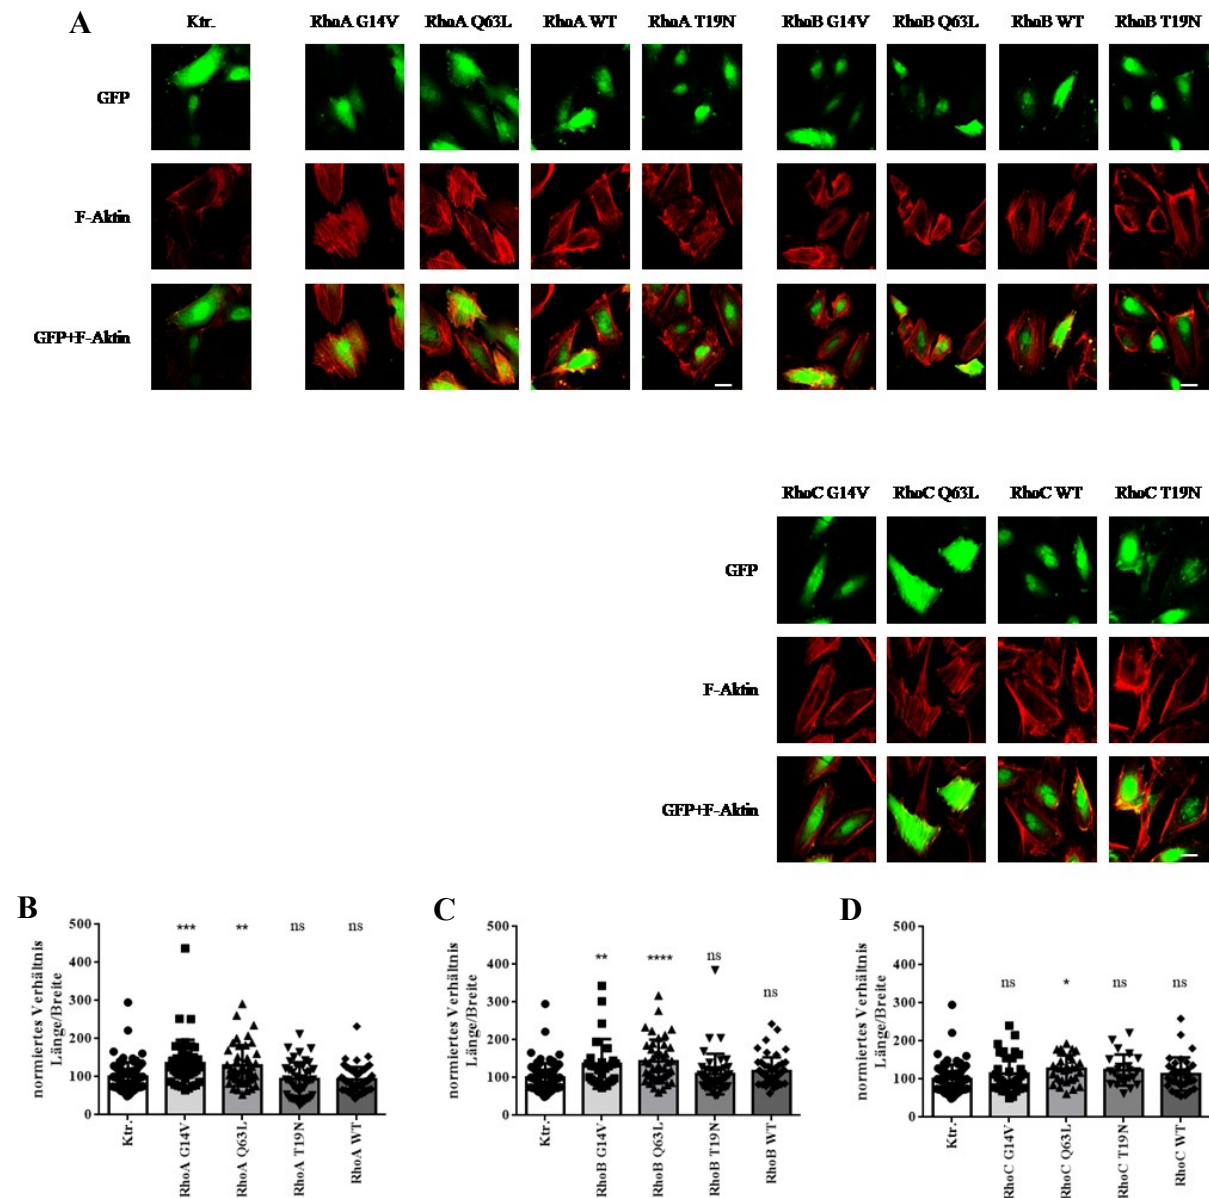 A
Ktr.
RhoA G14V RhoA Q63L RhoA WT RhoA T19N
RhoB G14V RhoB Q63L RhoB WT RhoB T19N
GFP
F-Aktin
GFP+F-Aktin
RhoC G14V RhoC Q63L RhoC WT RhoC T19N
GFP
F-Aktin
GFP+F-Aktin
B
normiertes Verhältnis
Länge/Breite
500
400
300
200
100
0
*** ** ns ns
Ktr.
RhoA G14V
RhoA Q63L
RhoA T19N
RhoA WT
C
normiertes Verhältnis
Länge/Breite
500
400
300
200
100
0
** **** ns ns
Ktr.
RhoB G14V
RhoB Q63L
RhoB T19N
RhoB WT
D
normiertes Verhältnis
Länge/Breite
500
400
300
200
100
0
ns * ns ns
Ktr.
RhoC G14V
RhoC Q63L
RhoC T19N
RhoC WT